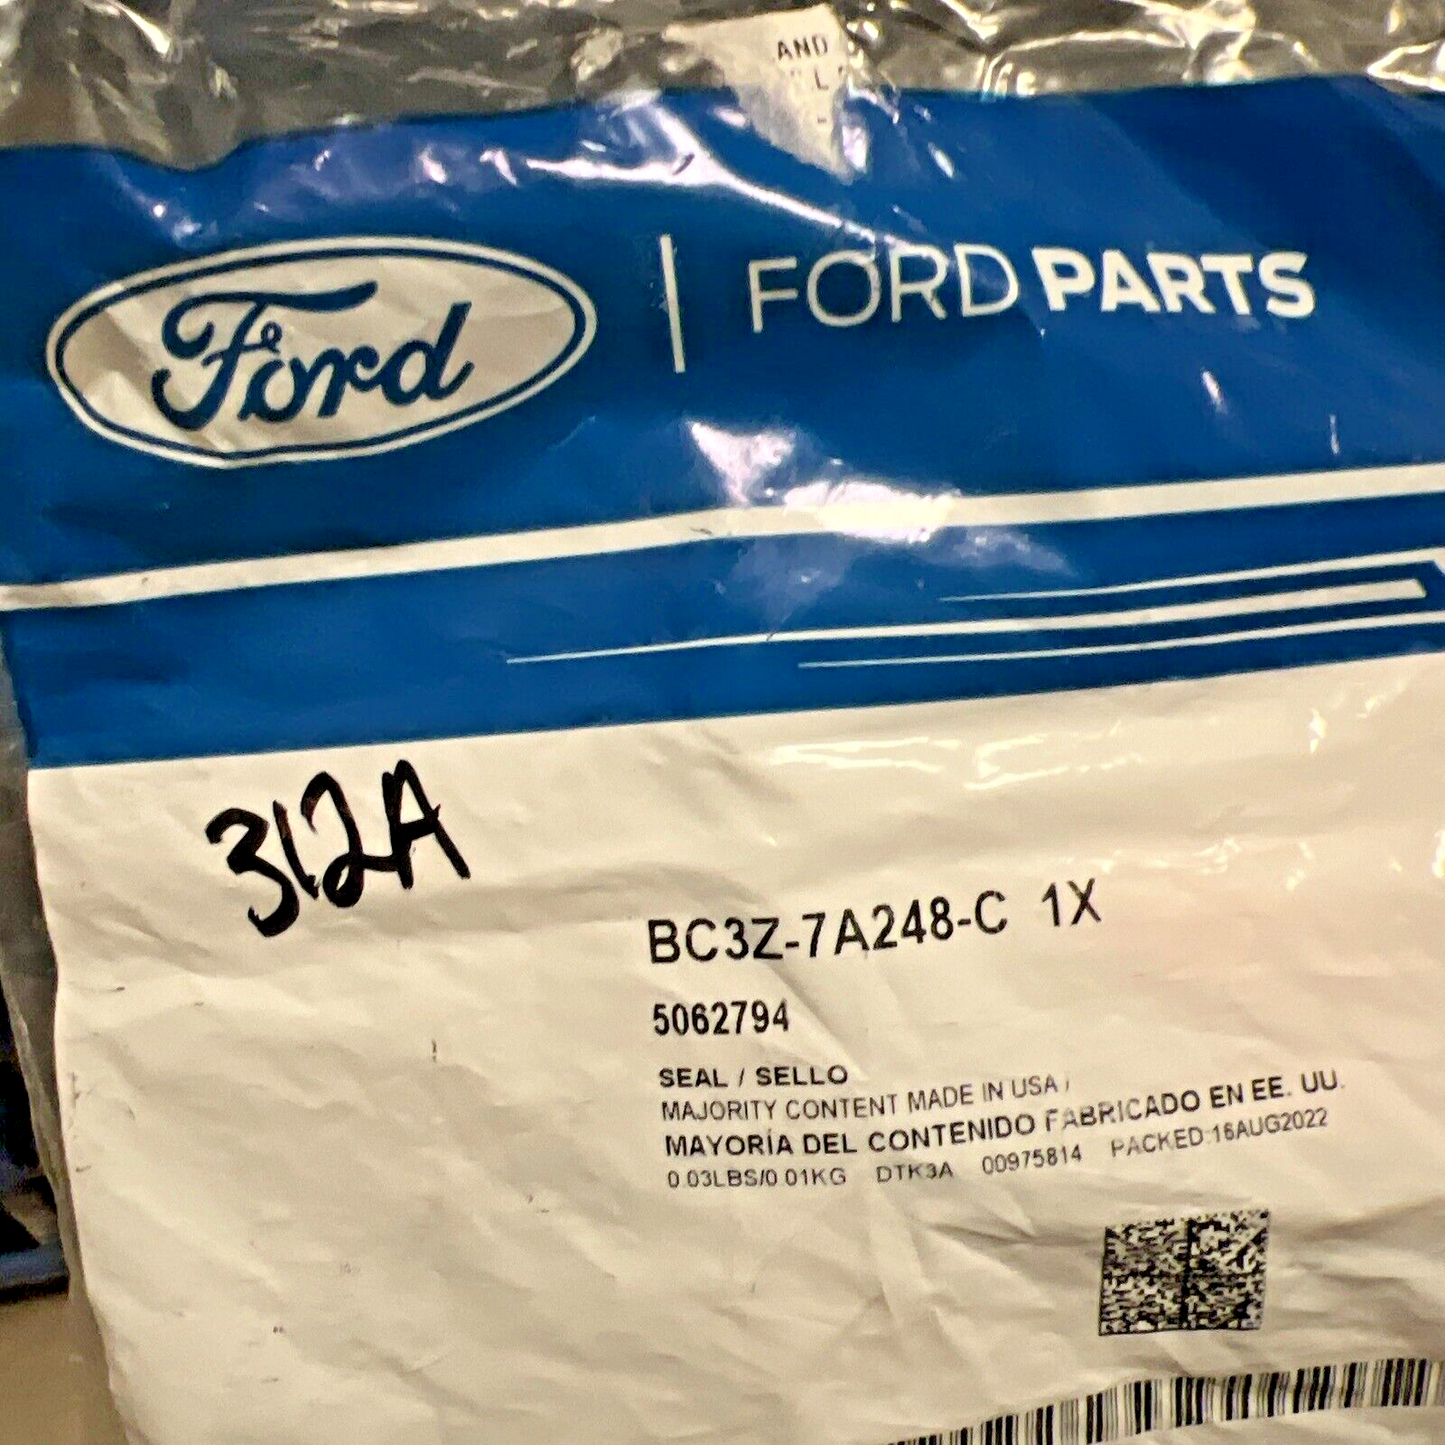 AND
L
Ford | FORD PARTS
312A
BC3Z-7A248-C 1X
5062794
SEAL / SELLO
MAJORITY CONTENT MADE IN USA /
MAYORÍA DEL CONTENIDO FABRICADO EN EE. UU.
0.03LBS/0.01KG DTK3A 00975814 PACKED:16AUG2022